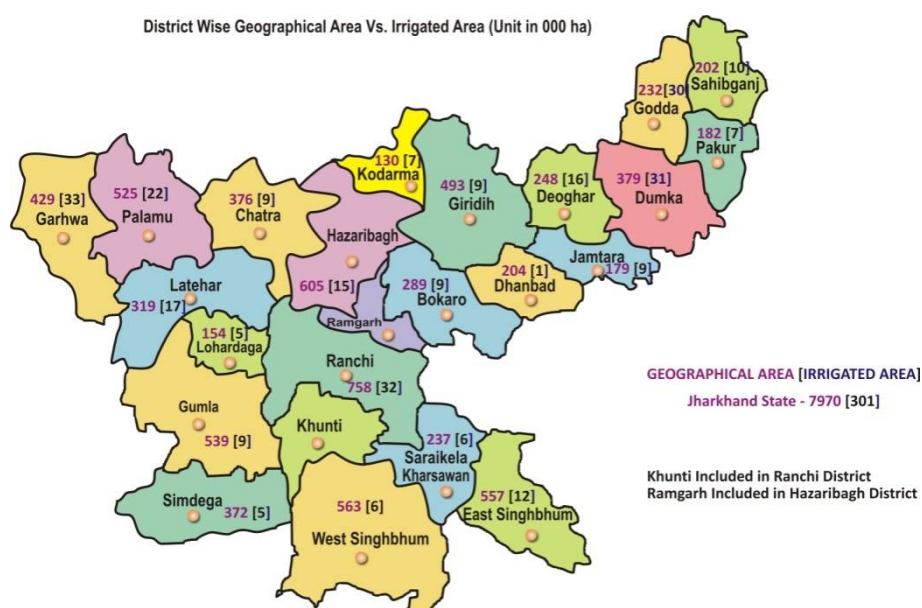 District Wise Geographical Area Vs. Irrigated Area (Unit in 000 ha)
202 [10]
Sahibganj
232[30]
Godda
182 [7]
Pakur
130 [7]
Kodarma
493 [9]
Giridih
248 [16]
Deoghar
379 [31]
Dumka
429 [33]
Garhwa
525 [22]
Palamu
376 [9]
Chatra
Hazaribagh
605 [15]
Jamtara
179 [9]
204 [1]
Dhanbad
289 [9]
Bokaro
Latehar
319 [17]
Ramgarh
154 [5]
Lohardaga
Ranchi
758 [32]
GEOGRAPHICAL AREA [IRRIGATED AREA]
Jharkhand State - 7970 [301]
Gumla
539 [9]
Khunti
237 [6]
Saraikela
Kharsawan
Khunti Included in Ranchi District
Ramgarh Included in Hazaribagh District
Simdega
372 [5]
563 [6]
West Singhbhum
557 [12]
East Singhbhum